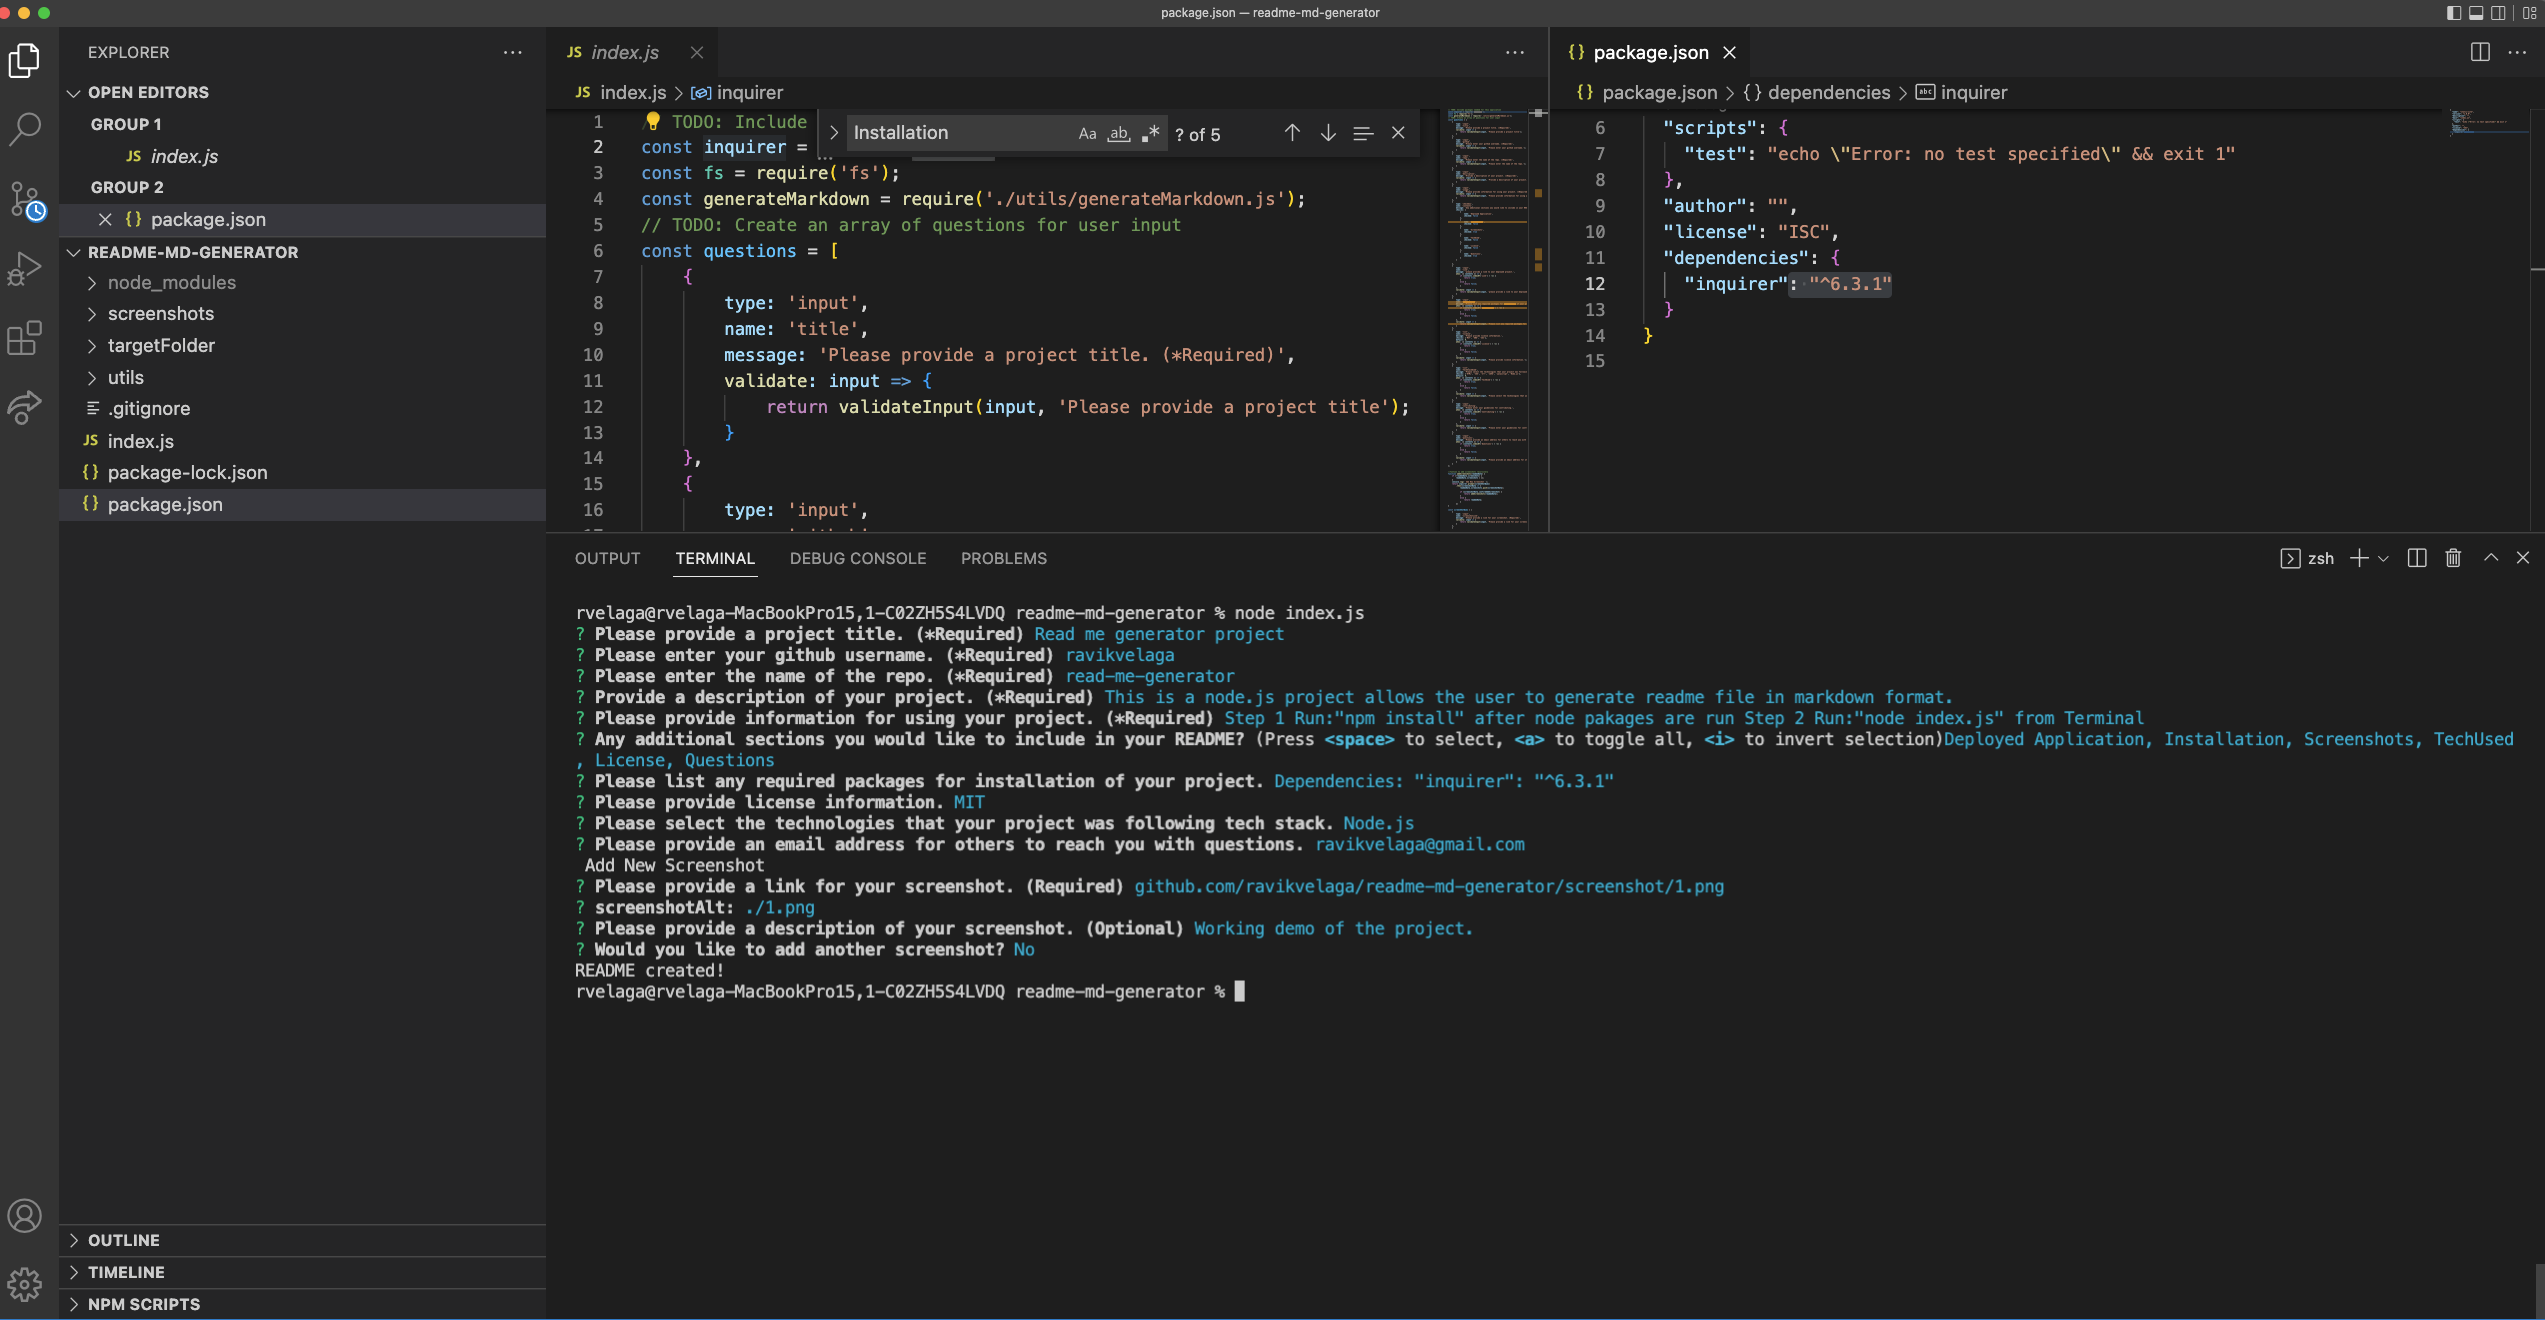 package.json — readme-md-generator
EXPLORER
OPEN EDITORS
GROUP 1
JS index.js
GROUP 2
{} package.json
README-MD-GENERATOR
node_modules
screenshots
targetFolder
utils
.gitignore
JS index.js
{} package-lock.json
{} package.json
OUTLINE
TIMELINE
NPM SCRIPTS
JS index.js
JS index.js > inquirer
Installation
Aa ab .* ? of 5
1 TODO: Include
2 const inquirer =
3 const fs = require('fs');
4 const generateMarkdown = require('./utils/generateMarkdown.js');
5 // TODO: Create an array of questions for user input
6 const questions = [
7 {
8 type: 'input',
9 name: 'title',
10 message: 'Please provide a project title. (*Required)',
11 validate: input => {
12 return validateInput(input, 'Please provide a project title');
13 }
14 },
15 {
16 type: 'input',
{} package.json
{} package.json > {} dependencies > abc inquirer
6 "scripts": {
7 "test": "echo \"Error: no test specified\" && exit 1"
8 },
9 "author": "",
10 "license": "ISC",
11 "dependencies": {
12 "inquirer": "^6.3.1"
13 }
14 }
15
OUTPUT TERMINAL DEBUG CONSOLE PROBLEMS
zsh
rvelaga@rvelaga-MacBookPro15,1-C02ZH5S4LVDQ readme-md-generator % node index.js
? Please provide a project title. (*Required) Read me generator project
? Please enter your github username. (*Required) ravikvelaga
? Please enter the name of the repo. (*Required) read-me-generator
? Provide a description of your project. (*Required) This is a node.js project allows the user to generate readme file in markdown format.
? Please provide information for using your project. (*Required) Step 1 Run:"npm install" after node pakages are run Step 2 Run:"node index.js" from Terminal
? Any additional sections you would like to include in your README? (Press <space> to select, <a> to toggle all, <i> to invert selection)Deployed Application, Installation, Screenshots, TechUsed
, License, Questions
? Please list any required packages for installation of your project. Dependencies: "inquirer": "^6.3.1"
? Please provide license information. MIT
? Please select the technologies that your project was following tech stack. Node.js
? Please provide an email address for others to reach you with questions. ravikvelaga@gmail.com
Add New Screenshot
? Please provide a link for your screenshot. (Required) github.com/ravikvelaga/readme-md-generator/screenshot/1.png
? screenshotAlt: ./1.png
? Please provide a description of your screenshot. (Optional) Working demo of the project.
? Would you like to add another screenshot? No
README created!
rvelaga@rvelaga-MacBookPro15,1-C02ZH5S4LVDQ readme-md-generator %